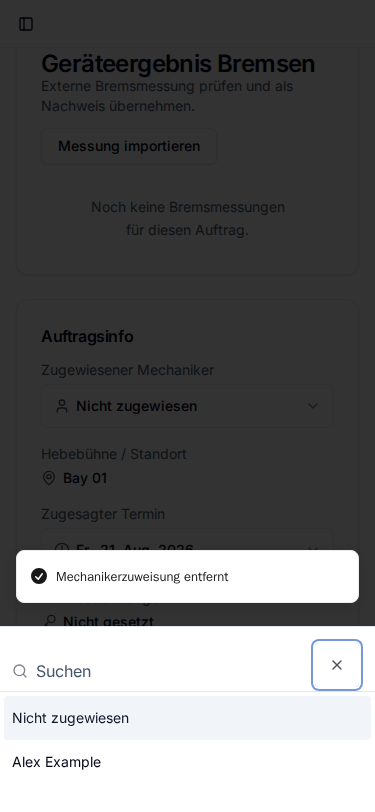 Geräteergebnis Bremsen
Externe Bremsmessung prüfen und als
Nachweis übernehmen.
Messung importieren
Noch keine Bremsmessungen
für diesen Auftrag.
Auftragsinfo
Zugewiesener Mechaniker
Nicht zugewiesen
Hebebühne / Standort
Bay 01
Zugesagter Termin
Fr., 21. Aug. 2026
Mechanikerzuweisung entfernt
Nicht gesetzt
Suchen
Nicht zugewiesen
Alex Example